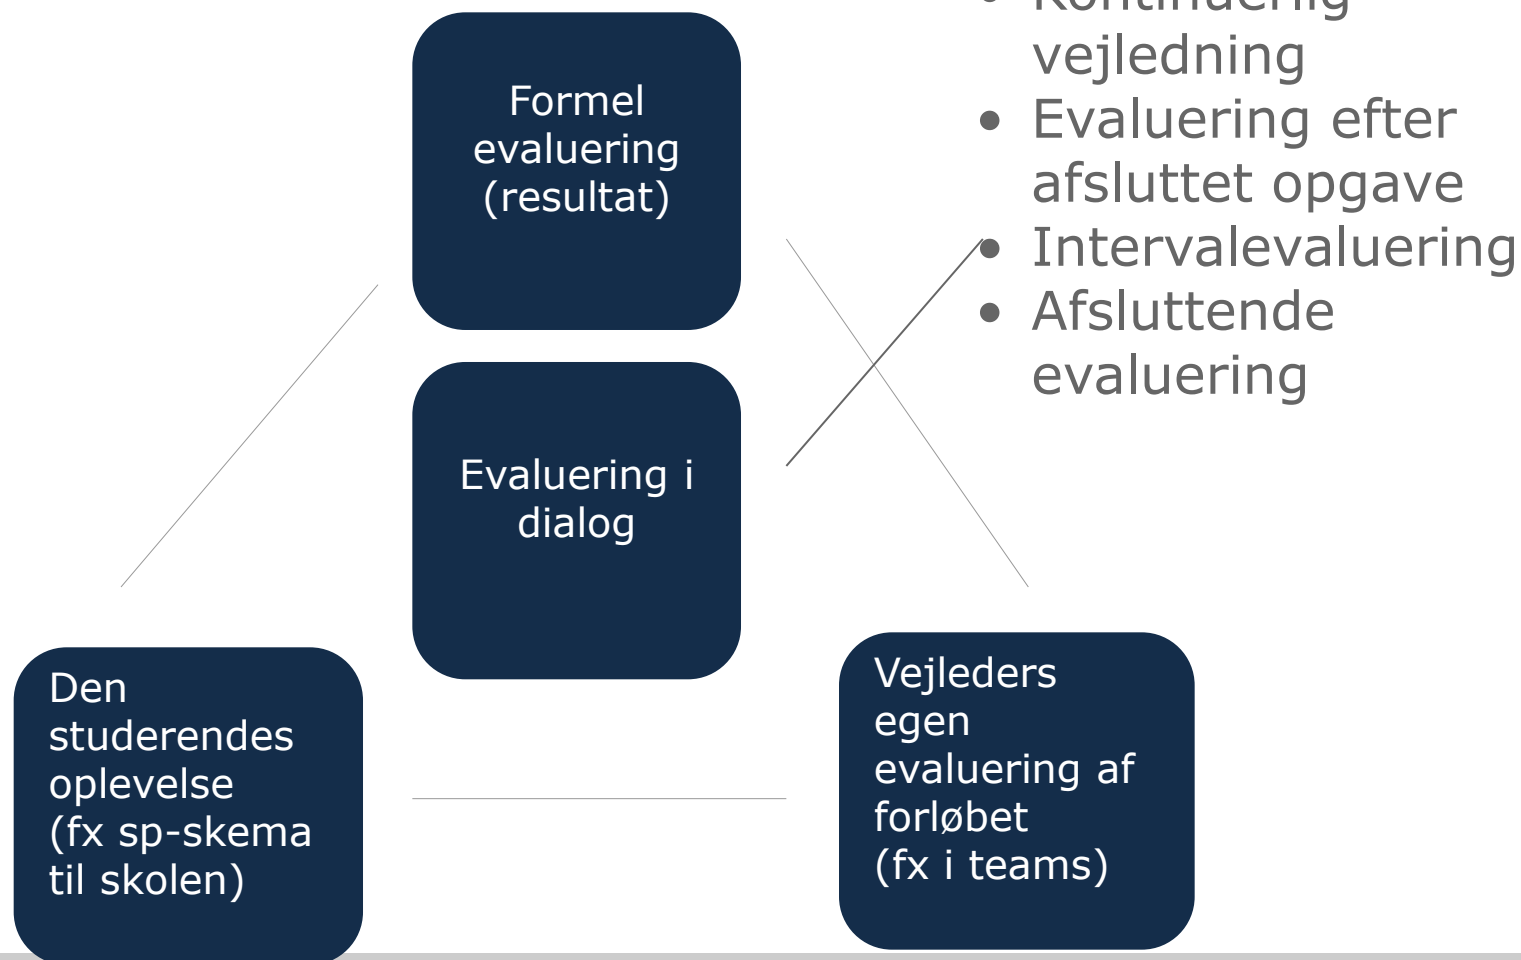 Formel
evaluering
(resultat)
Evaluering i
dialog
Den
studerendes
oplevelse
(fx sp-skema
til skolen)
Vejleders
egen
evaluering af
forløbet
(fx i teams)
• Kontinuerlig
vejledning
• Evaluering efter
afsluttet opgave
• Intervalevaluering
• Afsluttende
evaluering